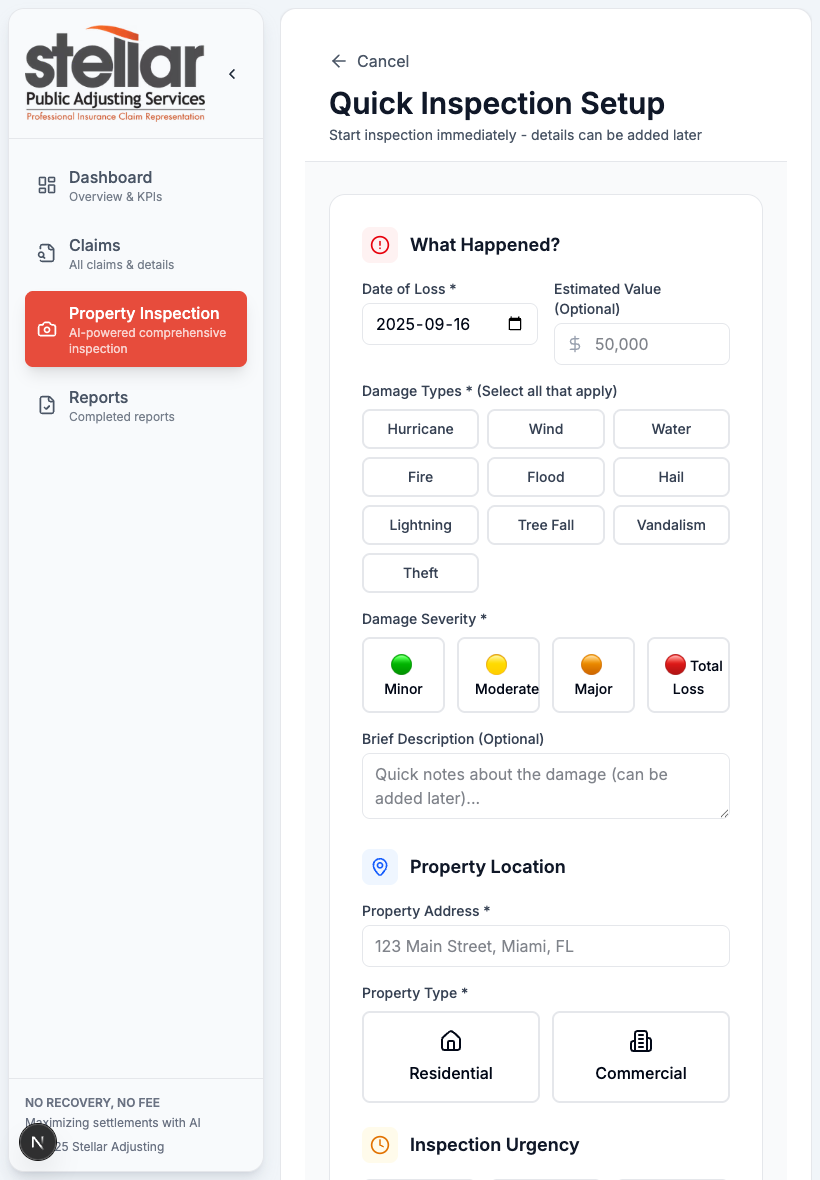 stellar
Public Adjusting Services
Professional Insurance Claim Representation
Dashboard
Overview & KPIs
Claims
All claims & details
Property Inspection
AI-powered comprehensive
inspection
Reports
Completed reports
NO RECOVERY, NO FEE
Maximizing settlements with AI
N
25 Stellar Adjusting
Cancel
Quick Inspection Setup
Start inspection immediately - details can be added later
What Happened?
Date of Loss *
2025-09-16
Estimated Value
(Optional)
$ 50,000
Damage Types * (Select all that apply)
Hurricane
Wind
Water
Fire
Flood
Hail
Lightning
Tree Fall
Vandalism
Theft
Damage Severity *
Minor
Moderate
Major
Total
Loss
Brief Description (Optional)
Quick notes about the damage (can be
added later)...
Property Location
Property Address *
123 Main Street, Miami, FL
Property Type *
Residential
Commercial
Inspection Urgency